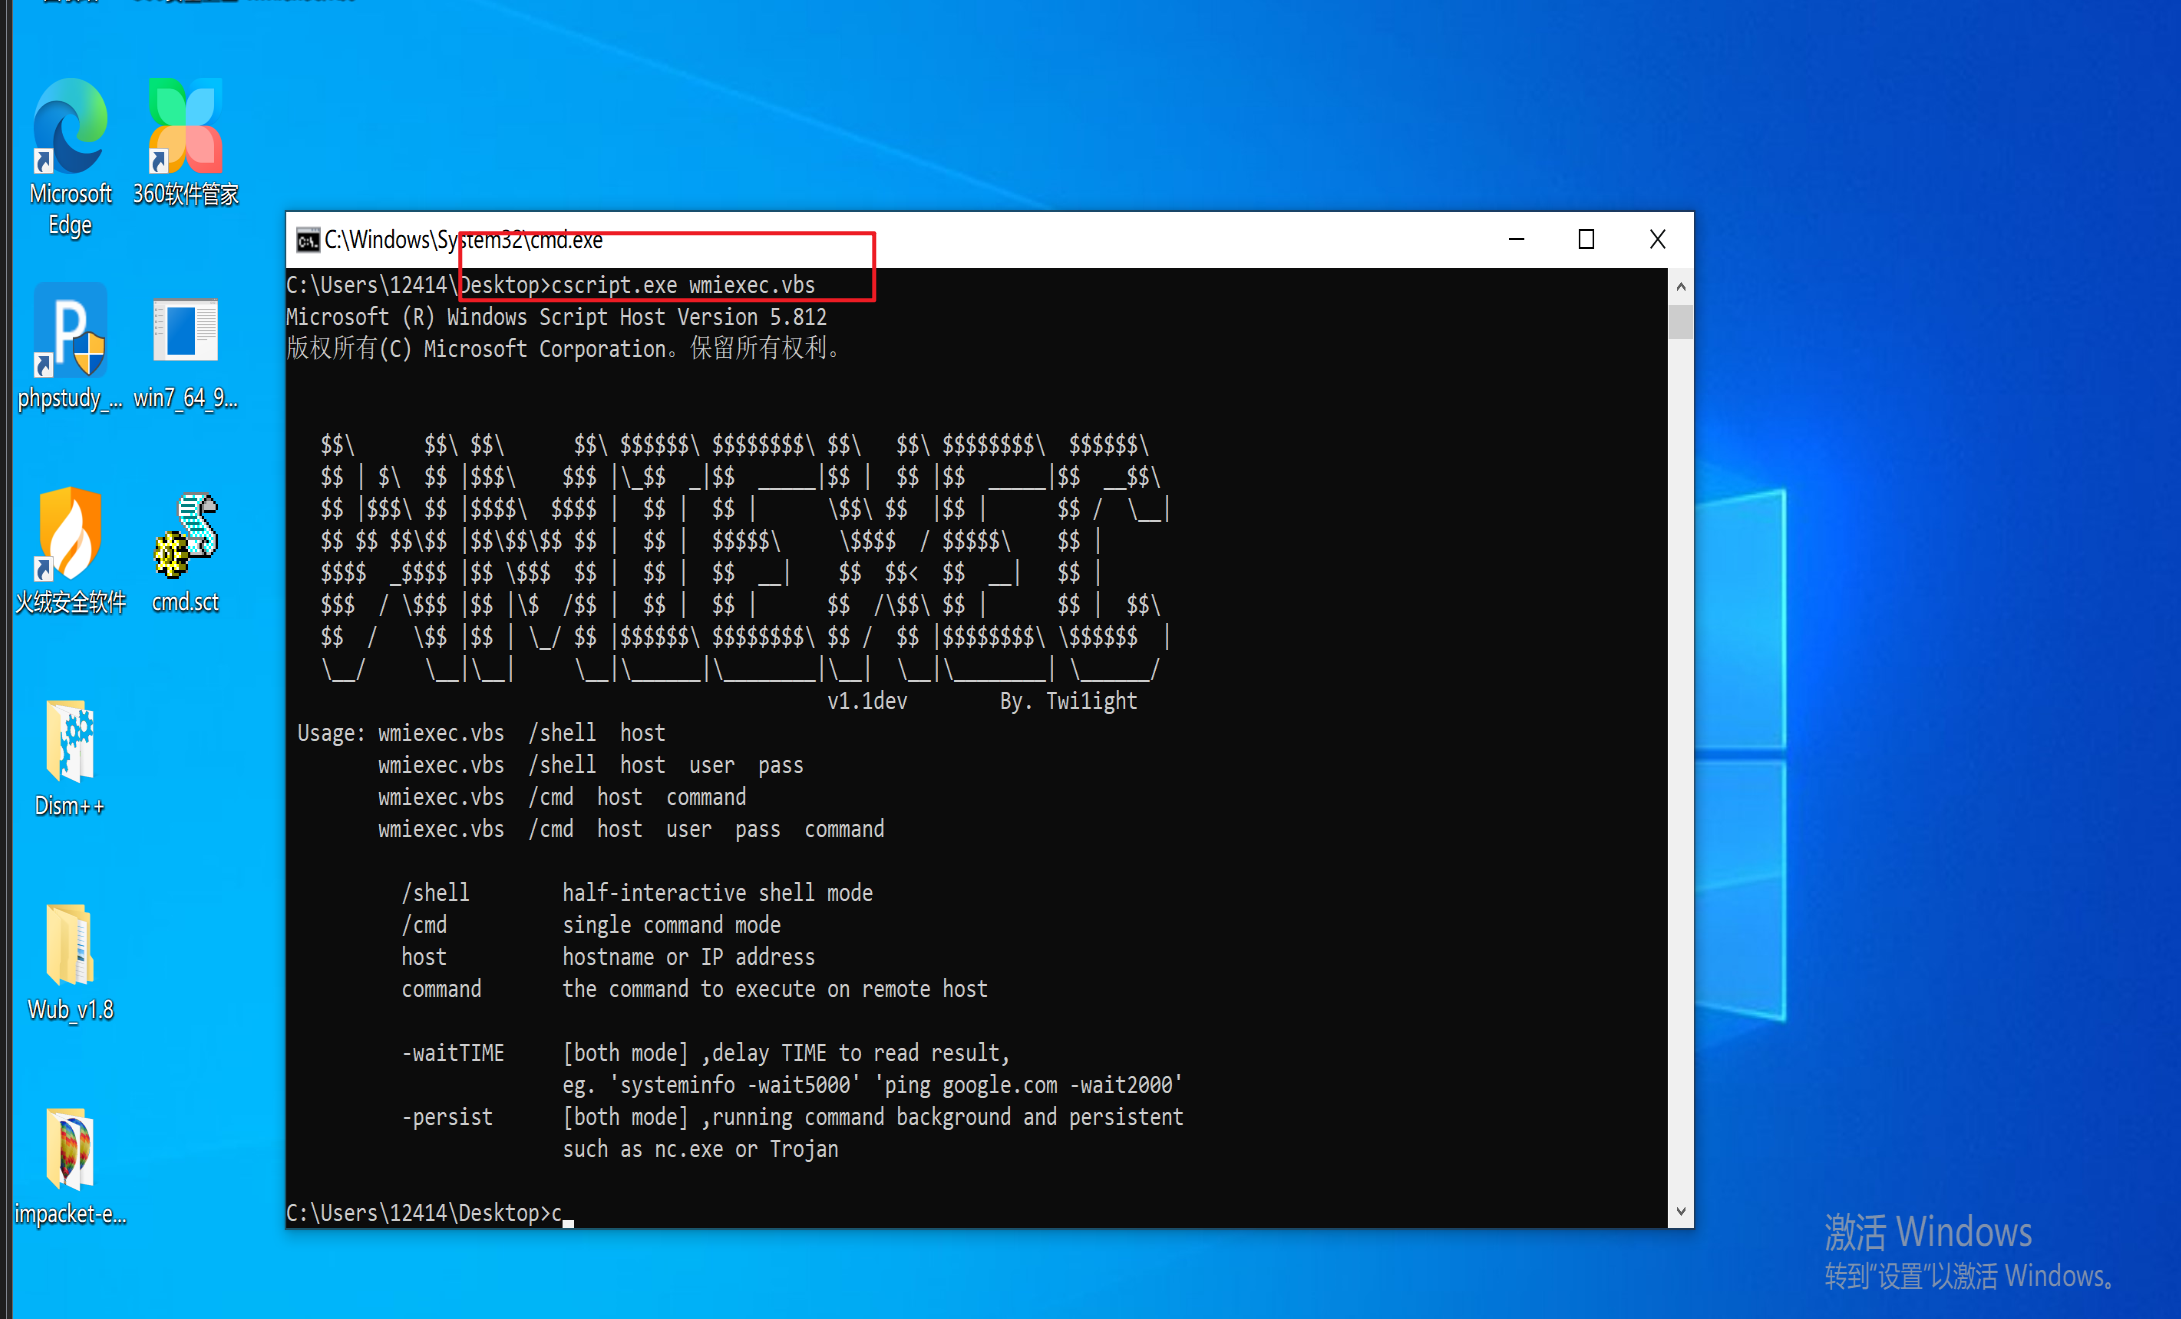 Microsoft
Edge
360软件管家
phpstudy_...
win7_64_9...
火绒安全软件
cmd.sct
Dism++
Wub_v1.8
impacket-e...
C:\Windows\System32\cmd.exe
C:\Users\12414\Desktop>cscript.exe wmiexec.vbs
Microsoft (R) Windows Script Host Version 5.812
版权所有(C) Microsoft Corporation。保留所有权利。
WMIEXEC
v1.1dev        By. Twi1ight
Usage: wmiexec.vbs  /shell  host
wmiexec.vbs  /shell  host  user  pass
wmiexec.vbs  /cmd  host  command
wmiexec.vbs  /cmd  host  user  pass  command
/shell        half-interactive shell mode
/cmd          single command mode
host          hostname or IP address
command       the command to execute on remote host
-waitTIME     [both mode] ,delay TIME to read result,
eg. 'systeminfo -wait5000' 'ping google.com -wait2000'
-persist      [both mode] ,running command background and persistent
such as nc.exe or Trojan
C:\Users\12414\Desktop>c
激活 Windows
转到"设置"以激活 Windows。